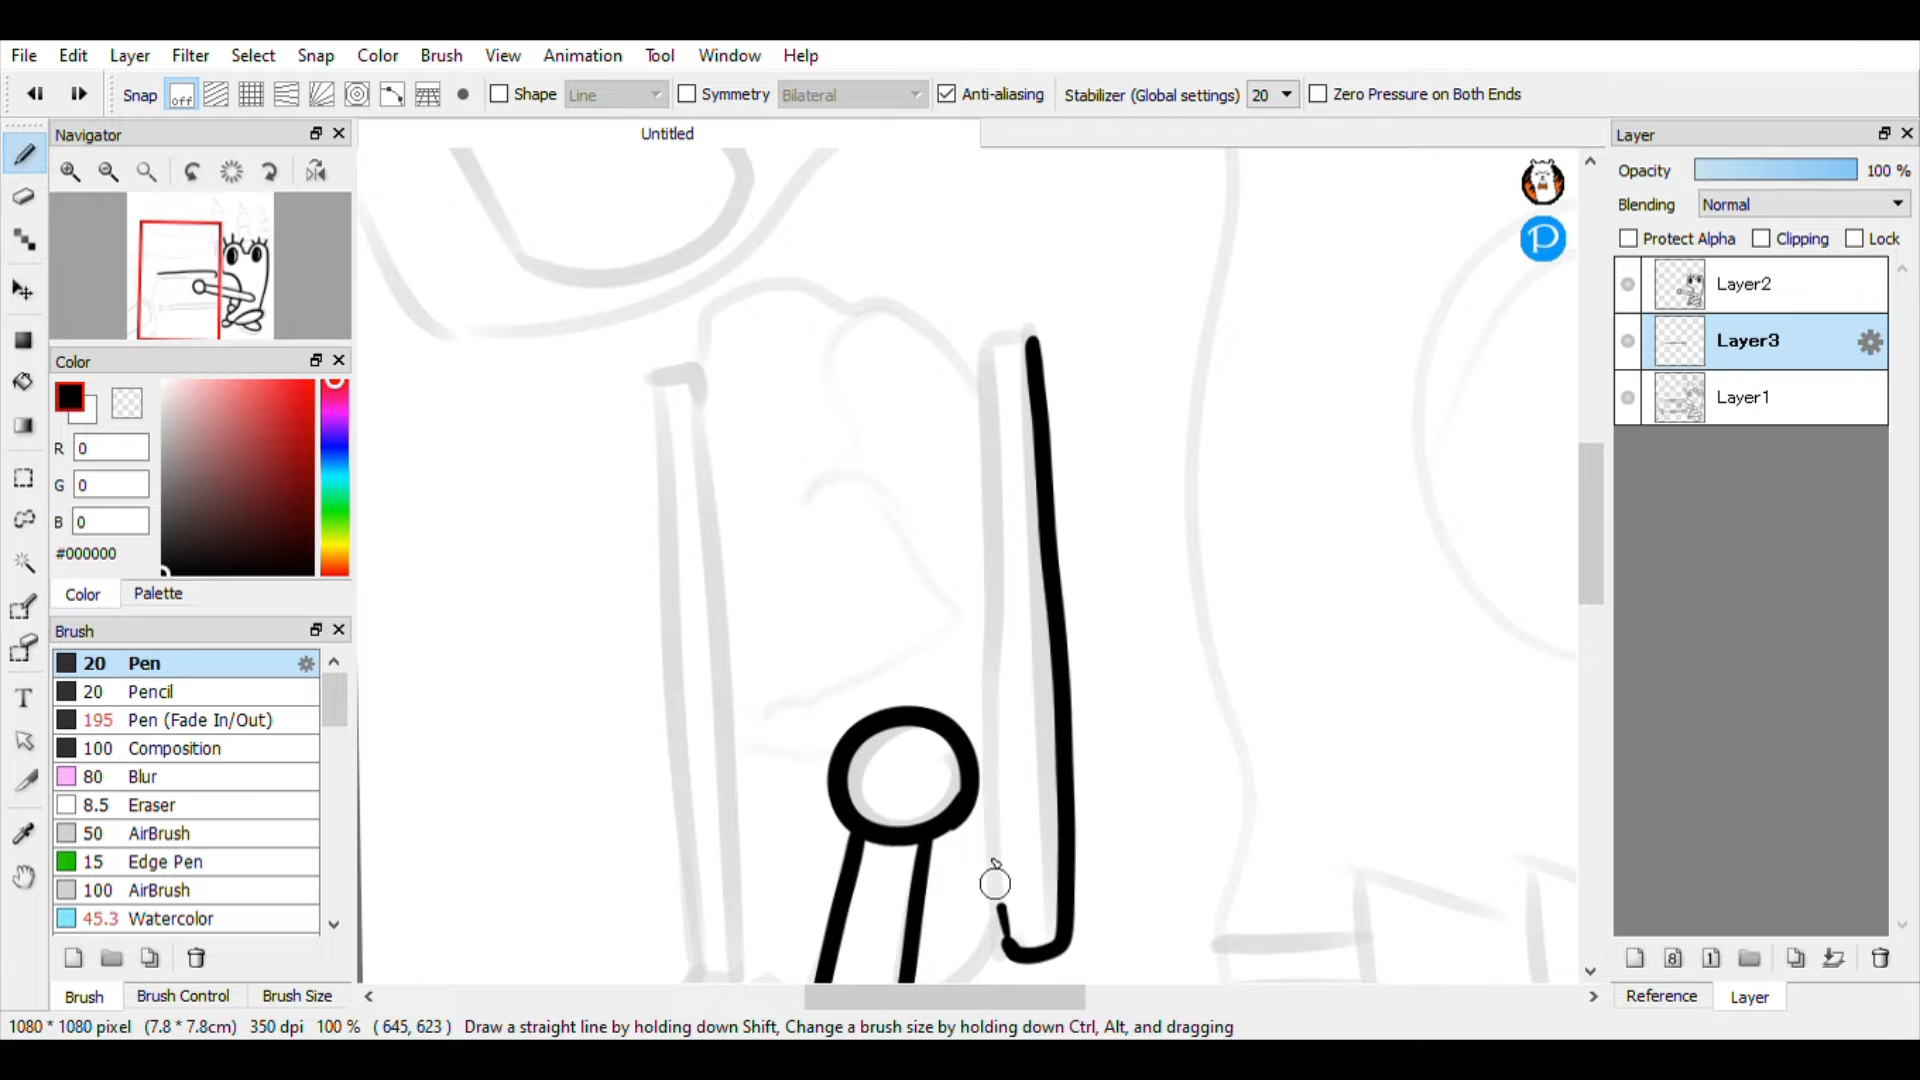 File Edit Layer Filter Select Snap Color Brush View Animation Tool Window Help
Snap off Shape Line Symmetry Bilateral Anti-aliasing Stabilizer (Global settings) 20 Zero Pressure on Both Ends
Navigator
Untitled
Layer
Opacity 100 %
Blending Normal
Protect Alpha Clipping Lock
Layer2
Layer3
Layer1
Color
R 0
G 0
B 0
#000000
Color Palette
Brush
20 Pen
20 Pencil
195 Pen (Fade In/Out)
100 Composition
80 Blur
8.5 Eraser
50 AirBrush
15 Edge Pen
100 AirBrush
45.3 Watercolor
8 1
Brush Brush Control Brush Size
Reference Layer
1080 * 1080 pixel (7.8 * 7.8cm) 350 dpi 100 % ( 645, 623 ) Draw a straight line by holding down Shift, Change a brush size by holding down Ctrl, Alt, and dragging
P
T